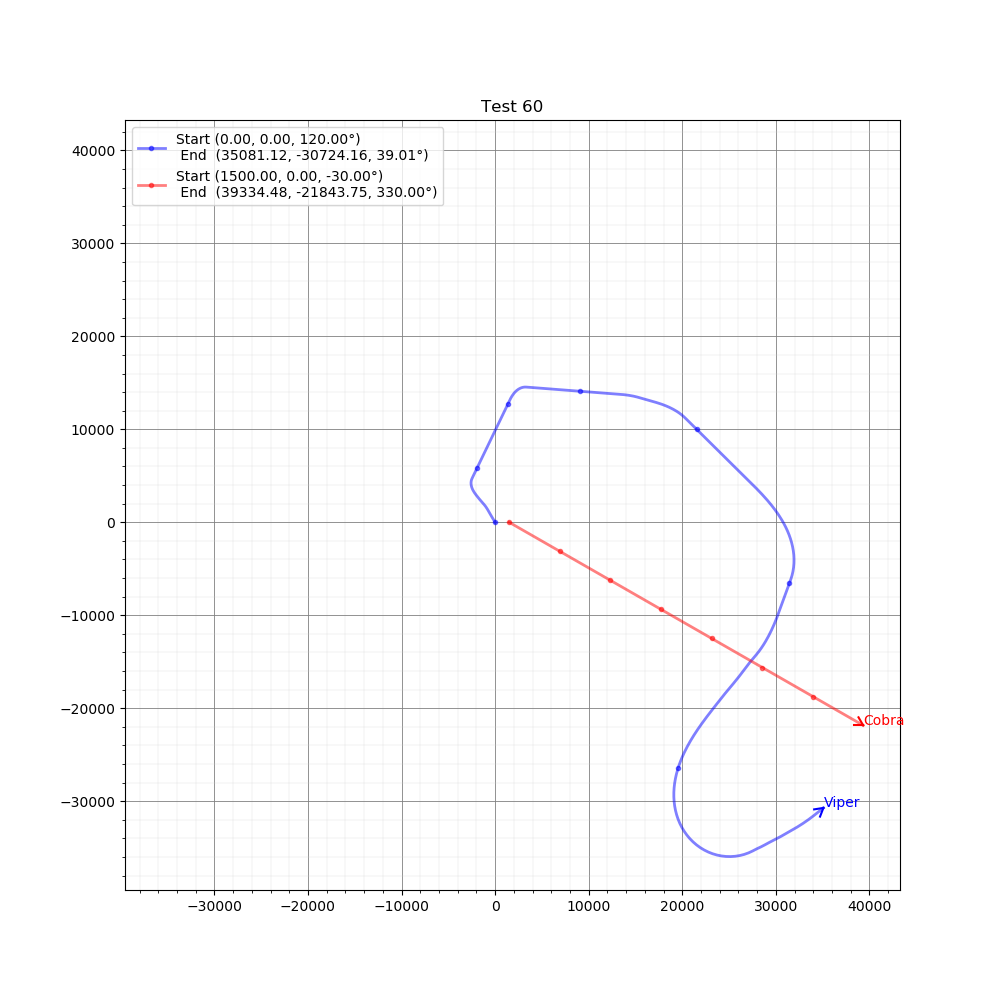 Test 60
Start (0.00, 0.00, 120.00°)
End  (35081.12, -30724.16, 39.01°)
Start (1500.00, 0.00, -30.00°)
End  (39334.48, -21843.75, 330.00°)
40000
30000
20000
10000
0
−10000
−20000
−30000
Cobra
Viper
−30000 −20000 −10000 0 10000 20000 30000 40000